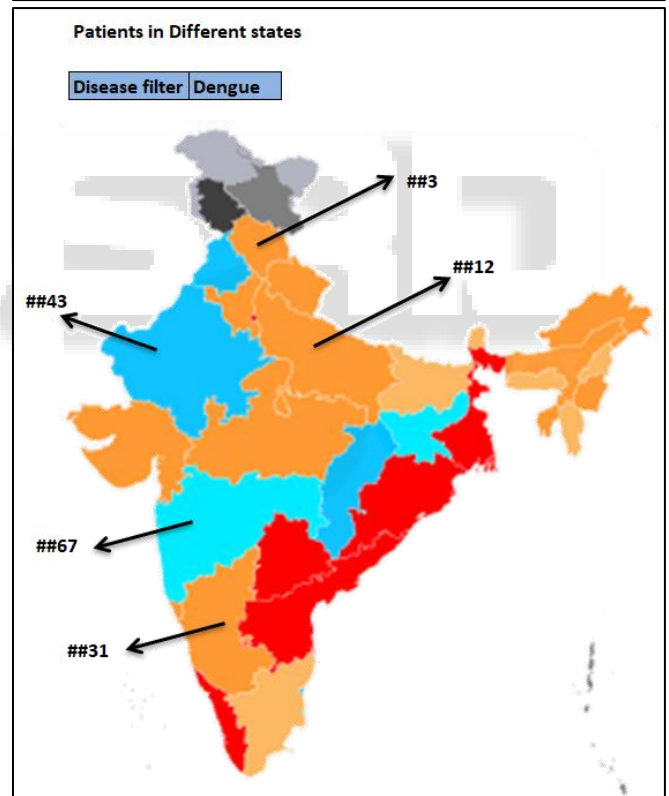 Patients in Different states
Disease filter Dengue
##3
##12
##43
##67
##31